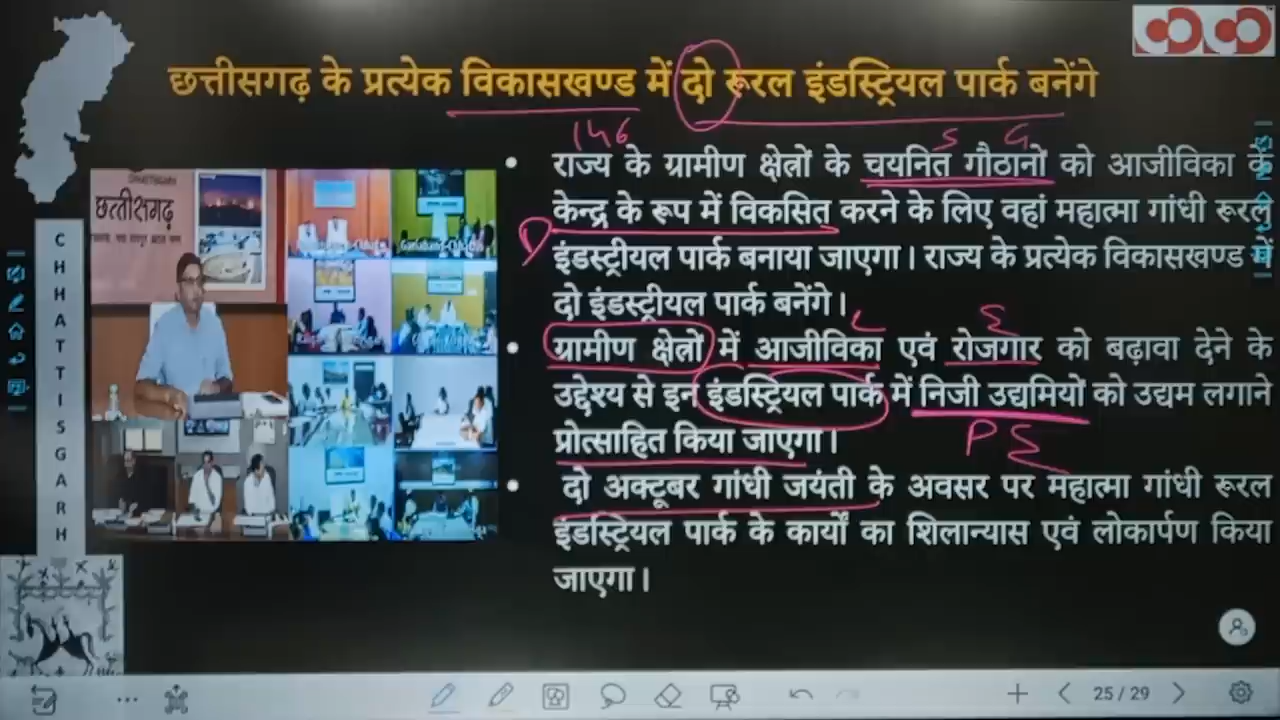 छत्तीसगढ़ के प्रत्येक विकासखण्ड में दो रूरल इंडस्ट्रियल पार्क बनेंगे
146
S G
राज्य के ग्रामीण क्षेत्रों के चयनित गौठानों को आजीविका के
केन्द्र के रूप में विकसित करने के लिए वहां महात्मा गांधी रूरल
D
इंडस्ट्रीयल पार्क बनाया जाएगा। राज्य के प्रत्येक विकासखण्ड में
दो इंडस्ट्रीयल पार्क बनेंगे।
L E
ग्रामीण क्षेत्रों में आजीविका एवं रोजगार को बढ़ावा देने के
उद्देश्य से इन इंडस्ट्रियल पार्क में निजी उद्यमियों को उद्यम लगाने
प्रोत्साहित किया जाएगा।
PE
दो अक्टूबर गांधी जयंती के अवसर पर महात्मा गांधी रूरल
इंडस्ट्रियल पार्क के कार्यों का शिलान्यास एवं लोकार्पण किया
जाएगा।
CHHATTISGARH
छत्तीसगढ़
25 / 29